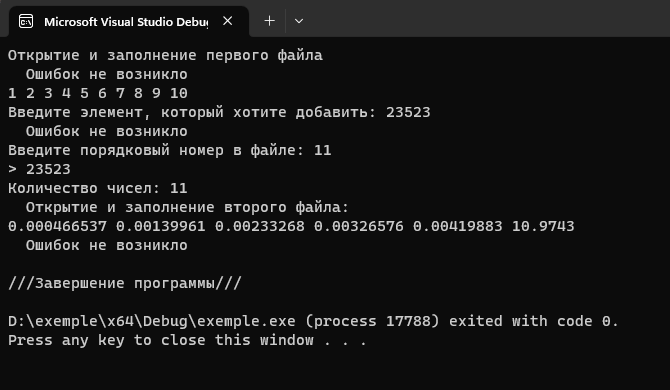 Microsoft Visual Studio Debug
Открытие и заполнение первого файла
Ошибок не возникло
1 2 3 4 5 6 7 8 9 10
Введите элемент, который хотите добавить: 23523
Ошибок не возникло
Введите порядковый номер в файле: 11
> 23523
Количество чисел: 11
Открытие и заполнение второго файла:
0.000466537 0.00139961 0.00233268 0.00326576 0.00419883 10.9743
Ошибок не возникло
///Завершение программы///
D:\exemple\x64\Debug\exemple.exe (process 17788) exited with code 0.
Press any key to close this window . . .